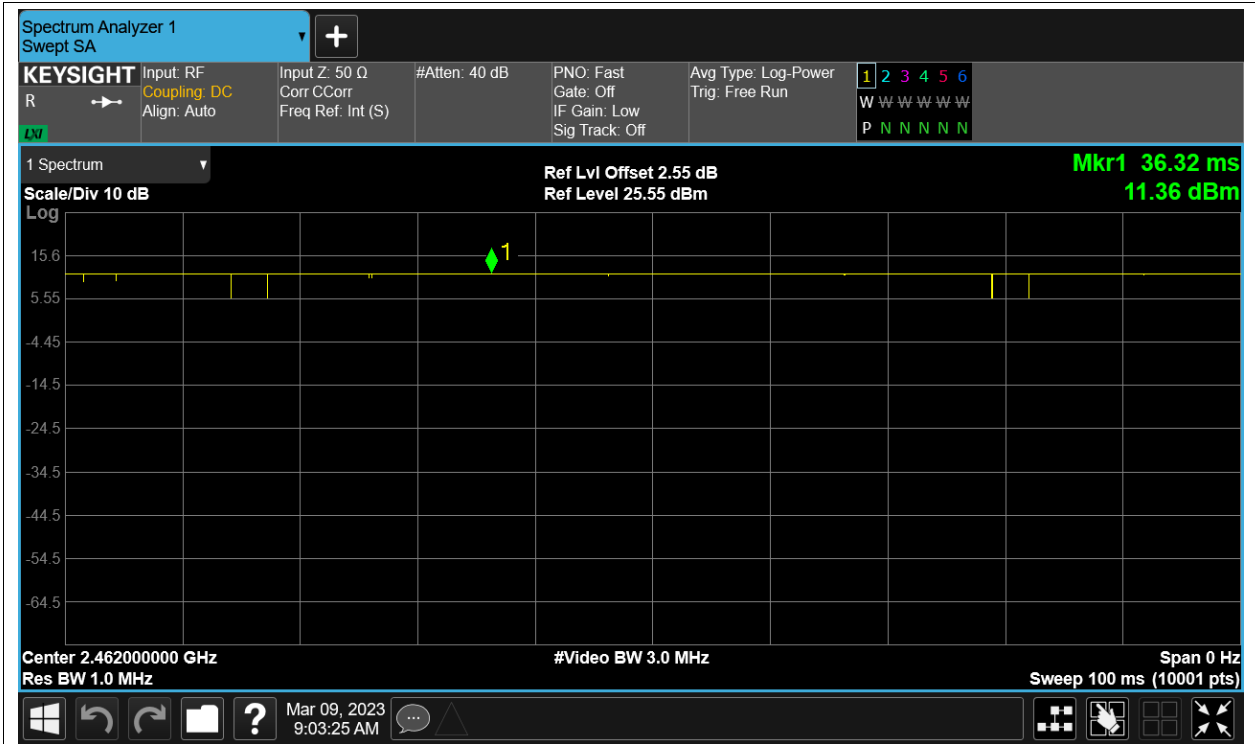 Spectrum Analyzer 1
Swept SA
+
KEYSIGHT
R
LXI
Input: RF
Coupling: DC
Align: Auto
Input Z: 50 Ω
Corr CCorr
Freq Ref: Int (S)
#Atten: 40 dB
PNO: Fast
Gate: Off
IF Gain: Low
Sig Track: Off
Avg Type: Log-Power
Trig: Free Run
1 2 3 4 5 6
W W W W W W
P N N N N N
1 Spectrum
Scale/Div 10 dB
Ref Lvl Offset 2.55 dB
Ref Level 25.55 dBm
Mkr1 36.32 ms
11.36 dBm
Log
1
15.6
5.55
-4.45
-14.5
-24.5
-34.5
-44.5
-54.5
-64.5
Center 2.462000000 GHz
Res BW 1.0 MHz
#Video BW 3.0 MHz
Span 0 Hz
Sweep 100 ms (10001 pts)
?
Mar 09, 2023
9:03:25 AM